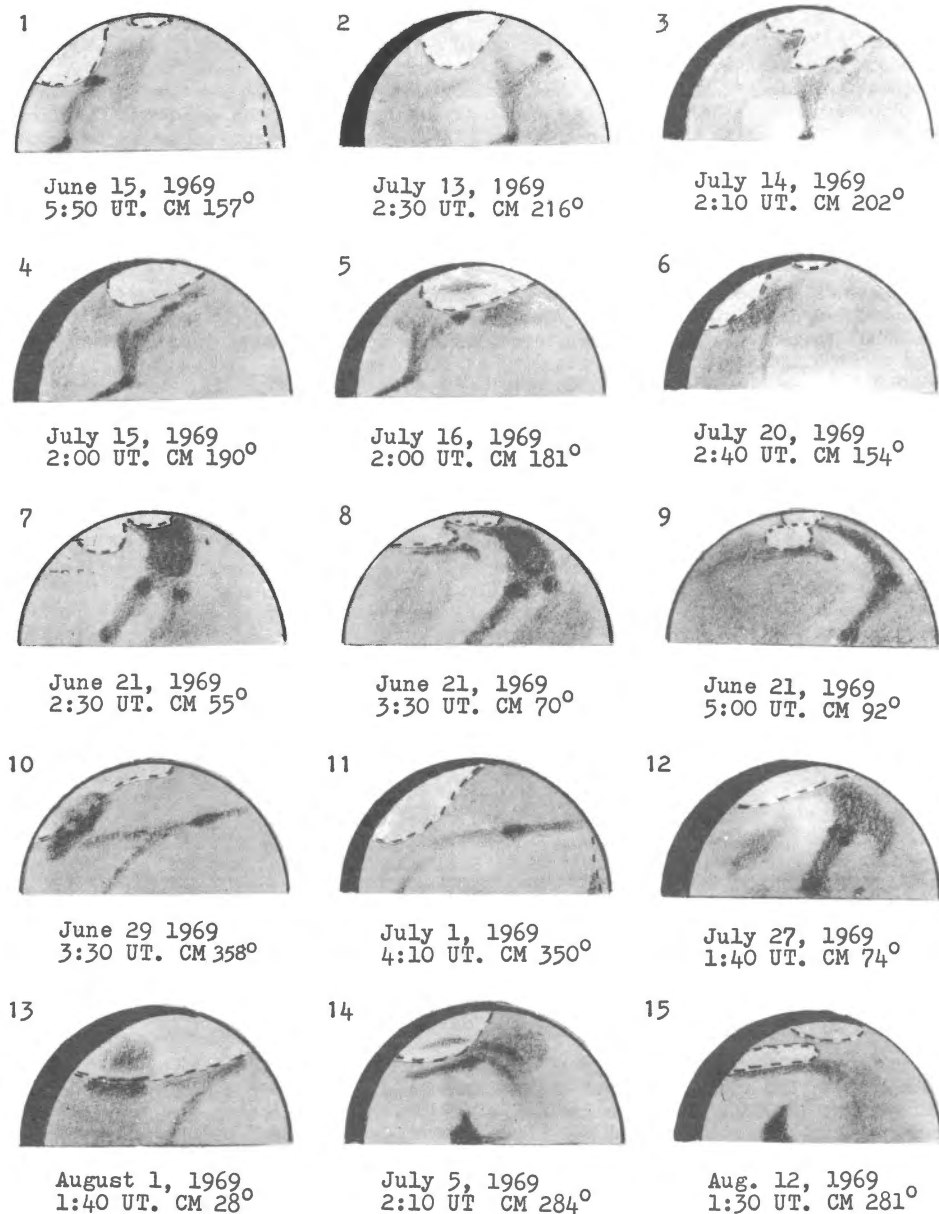 1
June 15, 1969
5:50 UT. CM 157°
2
July 13, 1969
2:30 UT. CM 216°
3
July 14, 1969
2:10 UT. CM 202°
4
July 15, 1969
2:00 UT. CM 190°
5
July 16, 1969
2:00 UT. CM 181°
6
July 20, 1969
2:40 UT. CM 154°
7
June 21, 1969
2:30 UT. CM 55°
8
June 21, 1969
3:30 UT. CM 70°
9
June 21, 1969
5:00 UT. CM 92°
10
June 29 1969
3:30 UT. CM 358°
11
July 1, 1969
4:10 UT. CM 350°
12
July 27, 1969
1:40 UT. CM 74°
13
August 1, 1969
1:40 UT. CM 28°
14
July 5, 1969
2:10 UT CM 284°
15
Aug. 12, 1969
1:30 UT. CM 281°